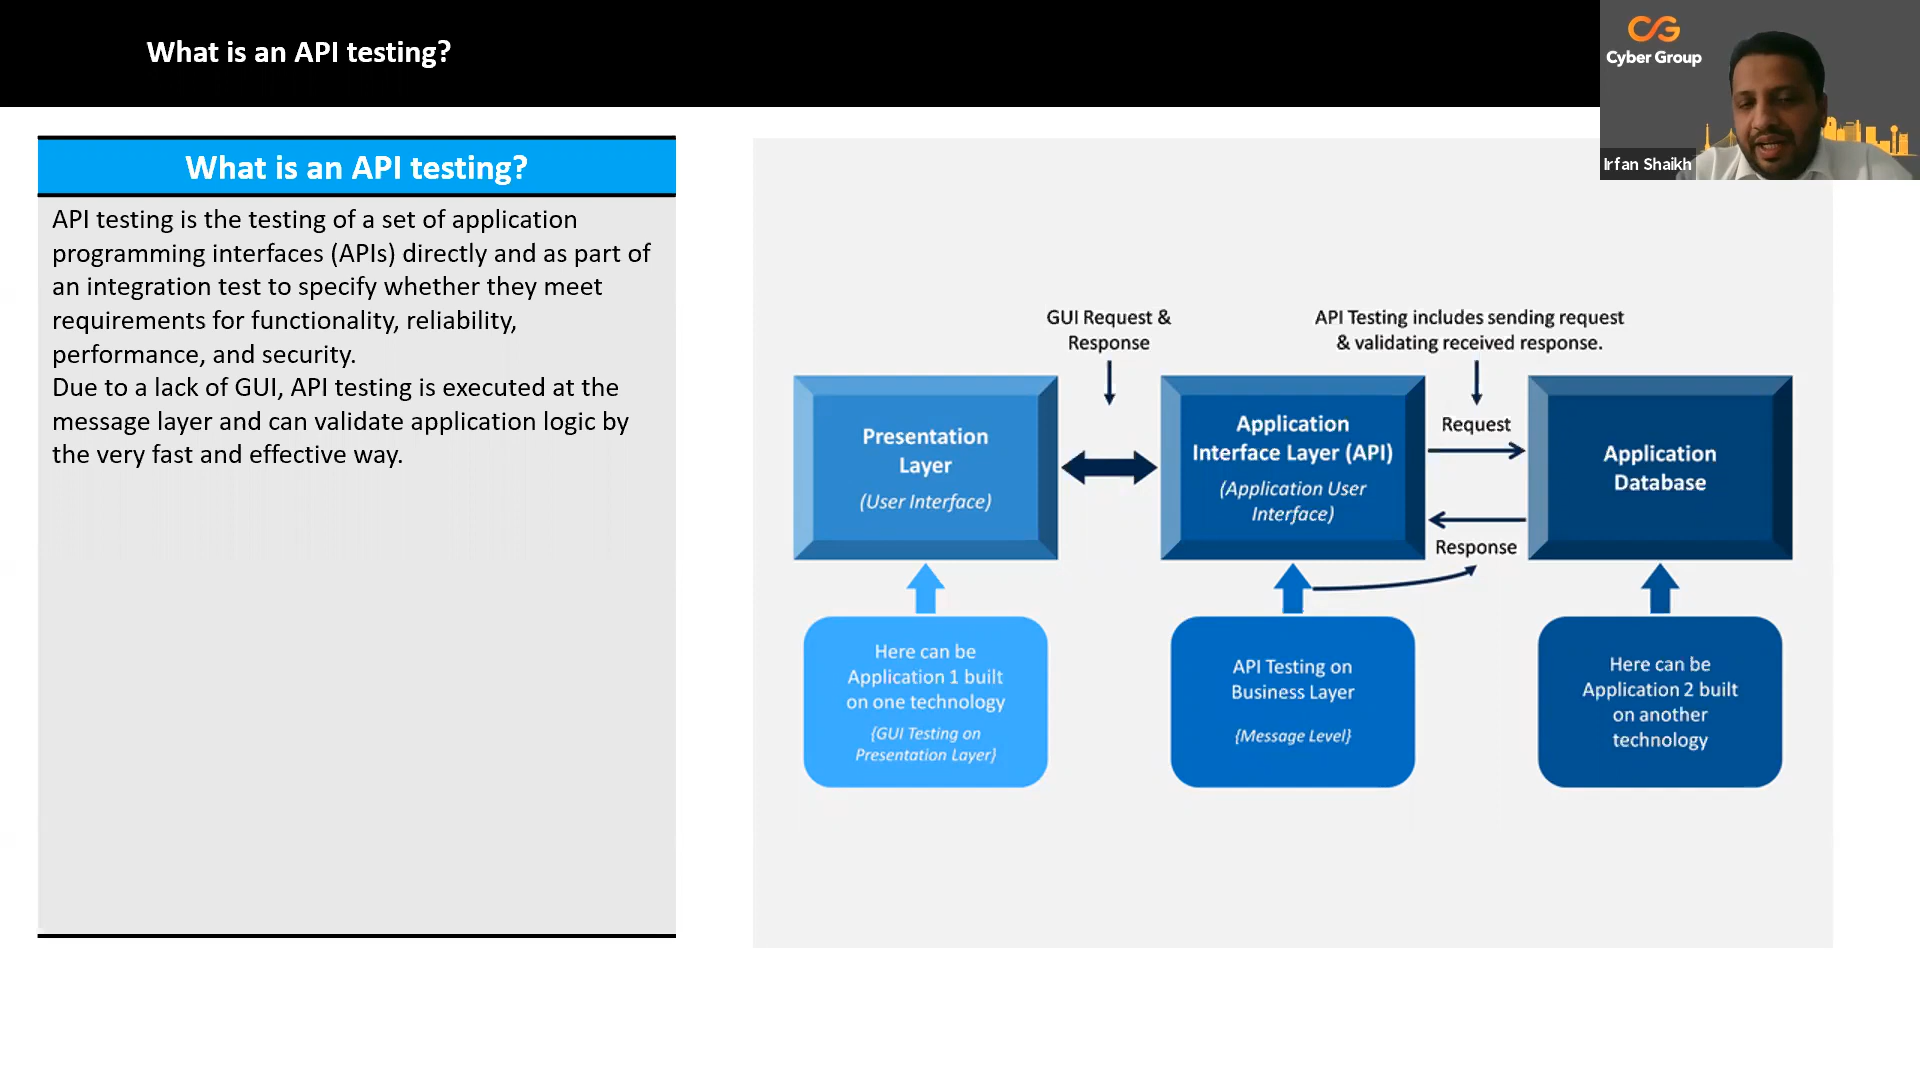 What is an API testing?
Cyber Group
Irfan Shaikh
What is an API testing?
API testing is the testing of a set of application
programming interfaces (APIs) directly and as part of
an integration test to specify whether they meet
requirements for functionality, reliability,
performance, and security.
Due to a lack of GUI, API testing is executed at the
message layer and can validate application logic by
the very fast and effective way.
GUI Request &
Response
API Testing includes sending request
& validating received response.
Presentation
Layer
(User Interface)
Application
Interface Layer (API)
(Application User
Interface)
Request
Response
Application
Database
Here can be
Application 1 built
on one technology
{GUI Testing on
Presentation Layer}
API Testing on
Business Layer
{Message Level}
Here can be
Application 2 built
on another
technology